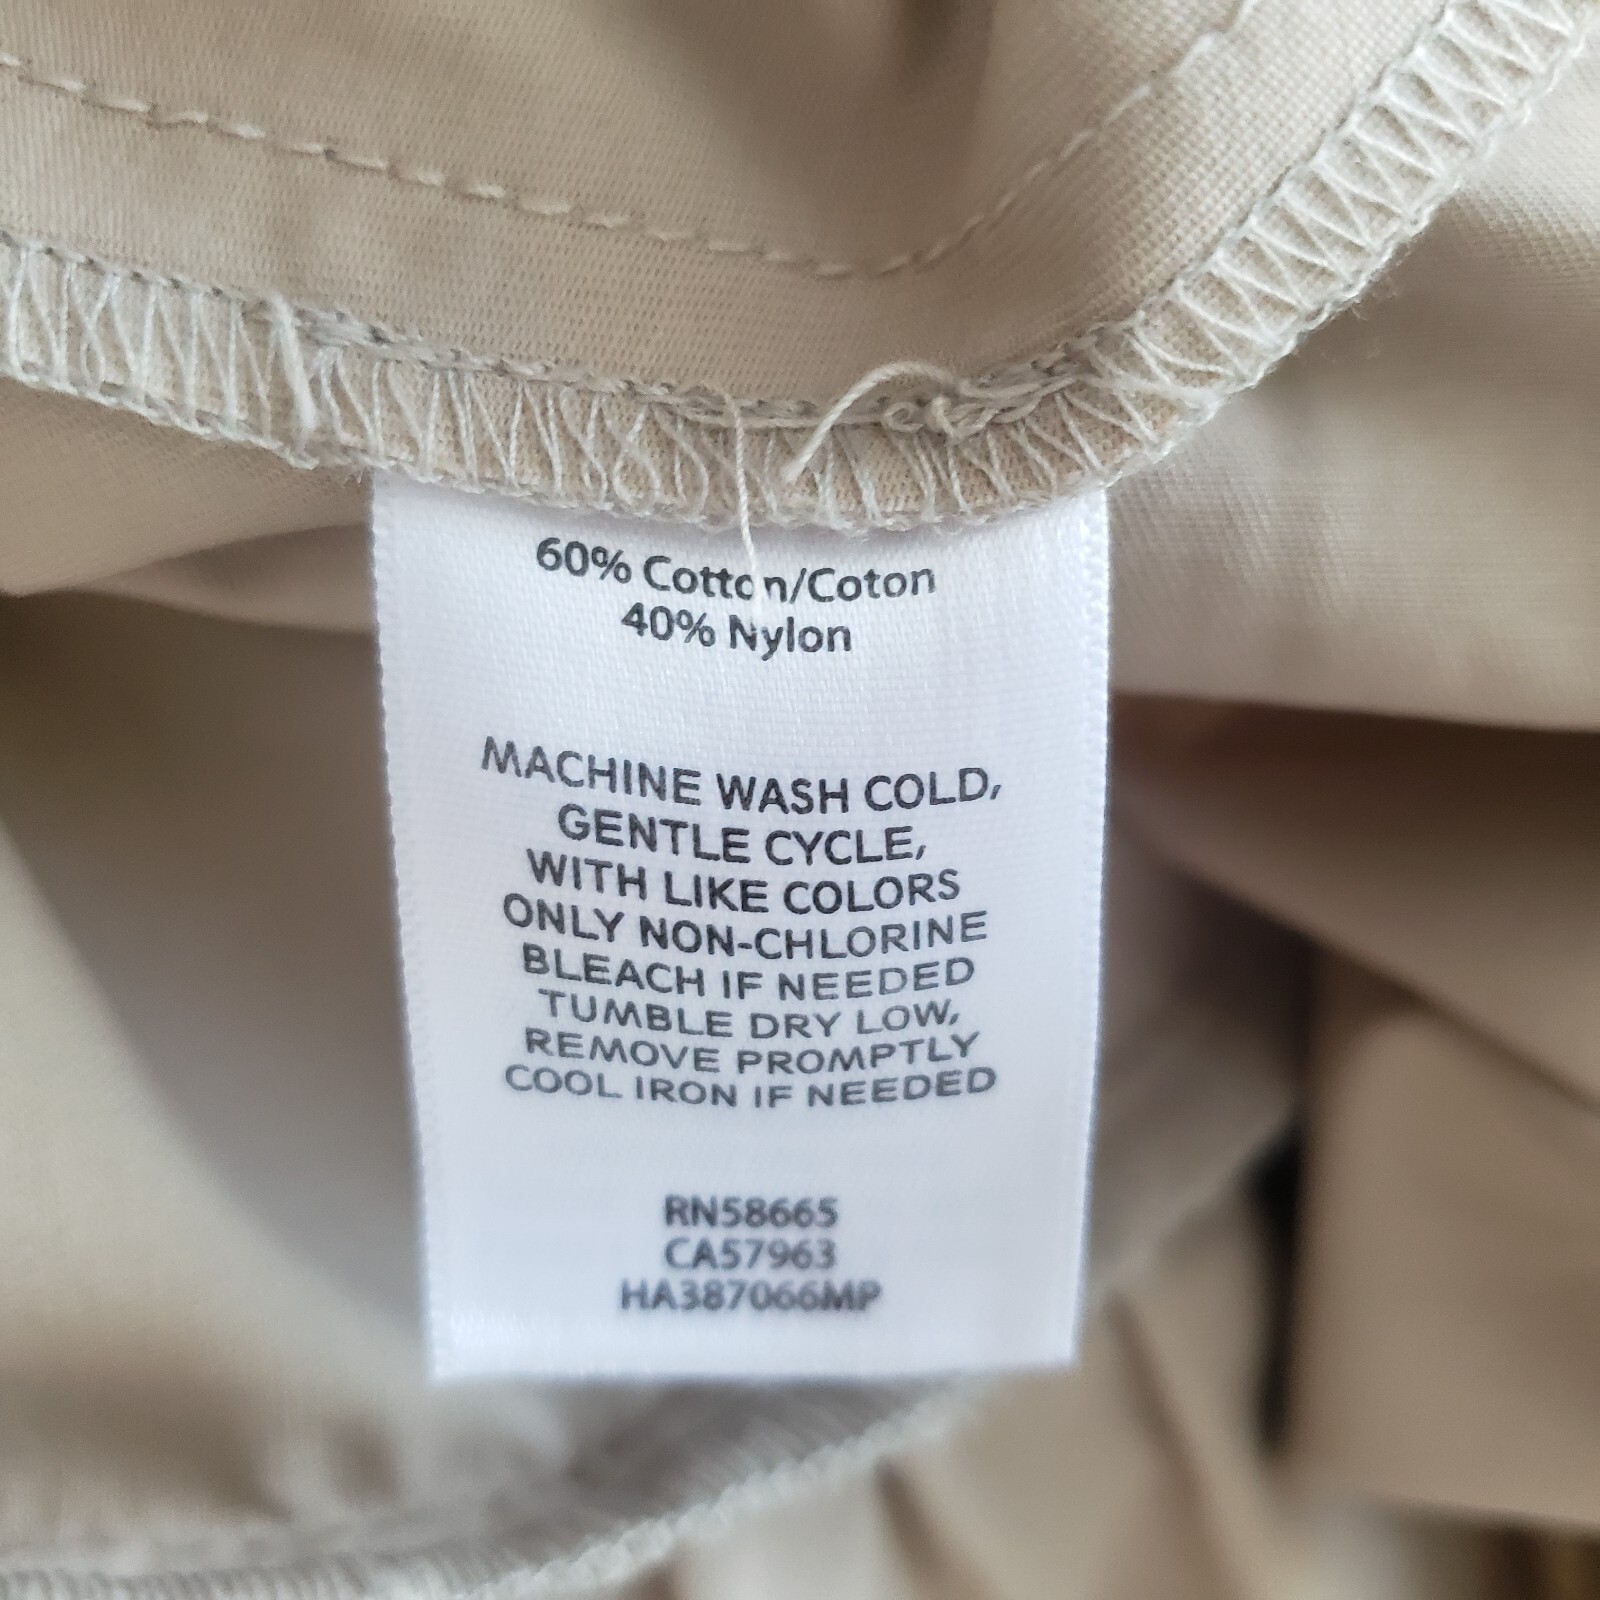 60% Cotton/Coton
40% Nylon
MACHINE WASH COLD,
GENTLE CYCLE,
WITH LIKE COLORS
ONLY NON-CHLORINE
BLEACH IF NEEDED
TUMBLE DRY LOW,
REMOVE PROMPTLY
COOL IRON IF NEEDED
RN58665
CA57963
HA387066MP